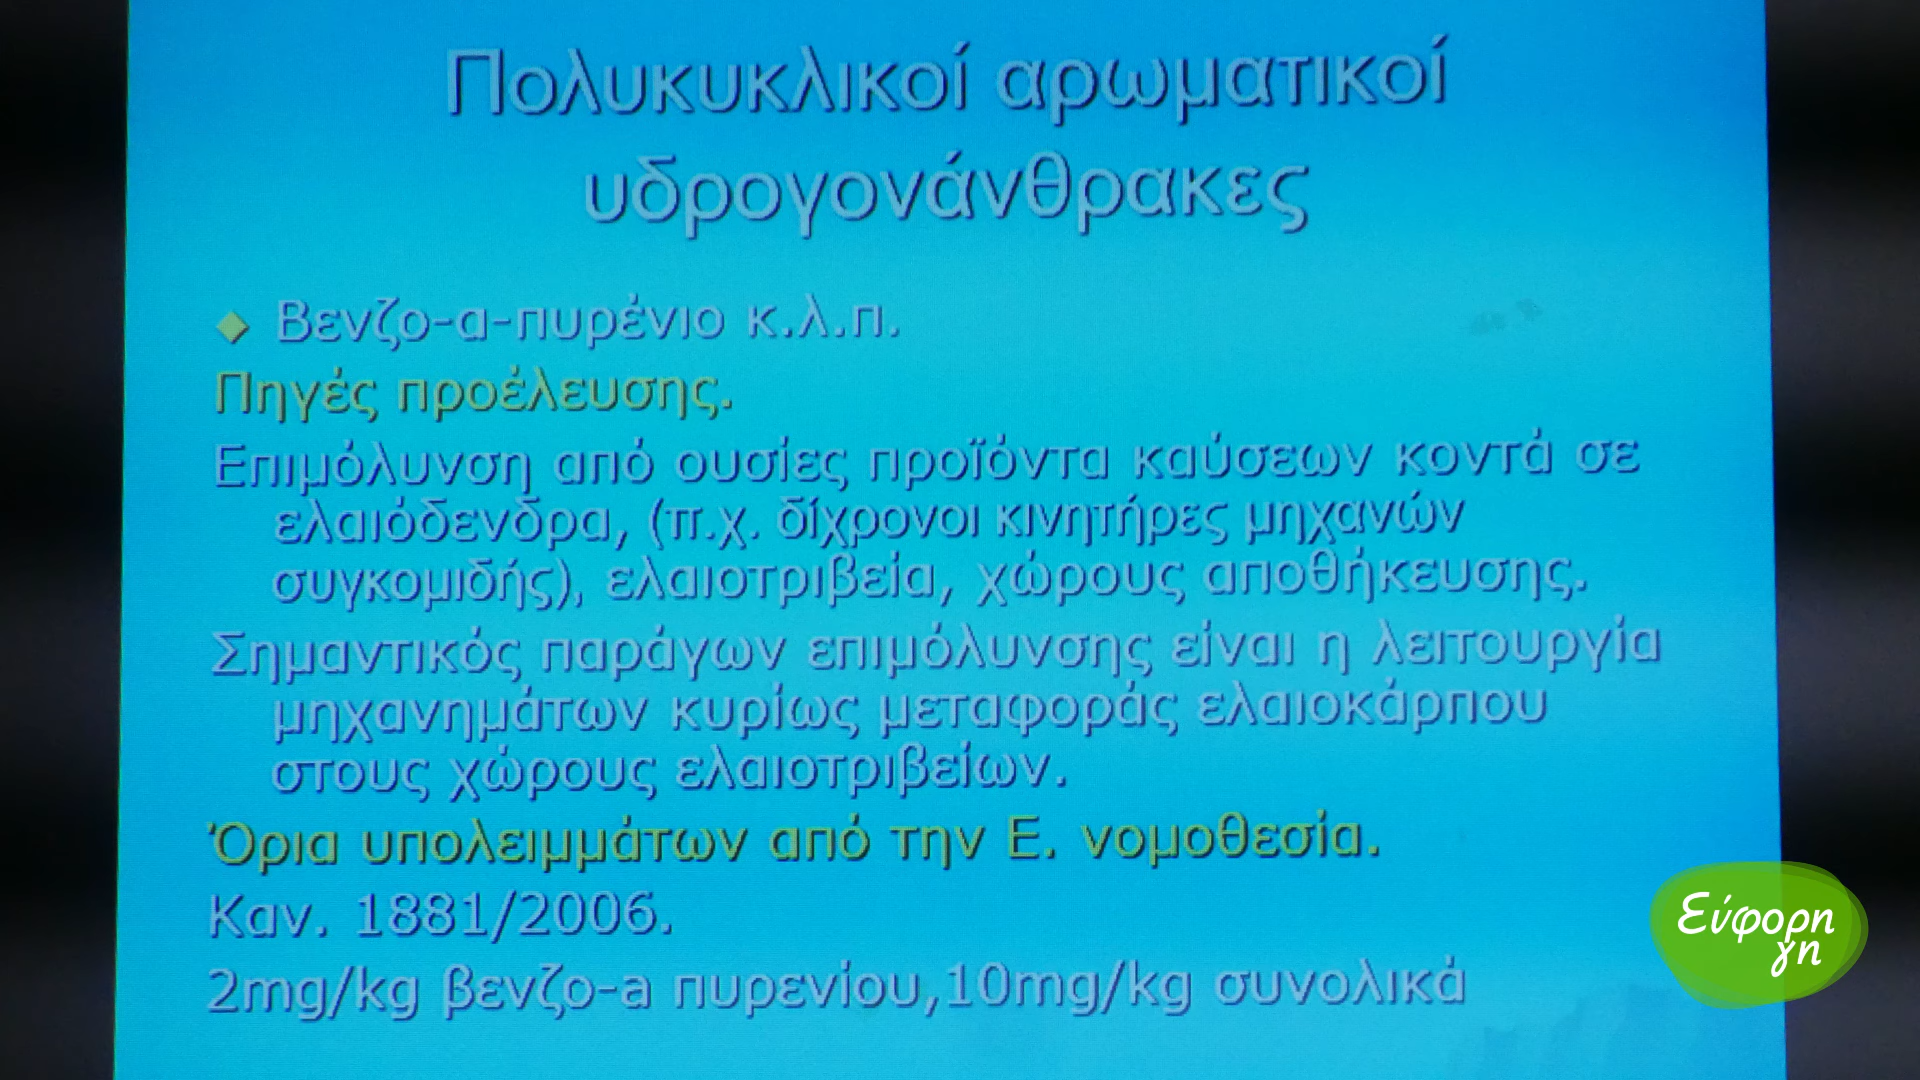 Πολυκυκλικοί αρωματικοί
υδρογονάνθρακες
Βενζο-α-πυρένιο κ.λ.π.
Πηγές προέλευσης.
Επιμόλυνση από ουσίες προϊόντα καύσεων κοντά σε
ελαιόδενδρα, (π.χ. δίχρονοι κινητήρες μηχανών
συγκομιδής), ελαιοτριβεία, χώρους αποθήκευσης.
Σημαντικός παράγων επιμόλυνσης είναι η λειτουργία
μηχανημάτων κυρίως μεταφοράς ελαιοκάρπου
στους χώρους ελαιοτριβείων.
Όρια υπολειμμάτων από την Ε. νομοθεσία.
Καν. 1881/2006.
2mg/kg βενζο-a πυρενίου,10mg/kg συνολικά
Εύφορη
γη